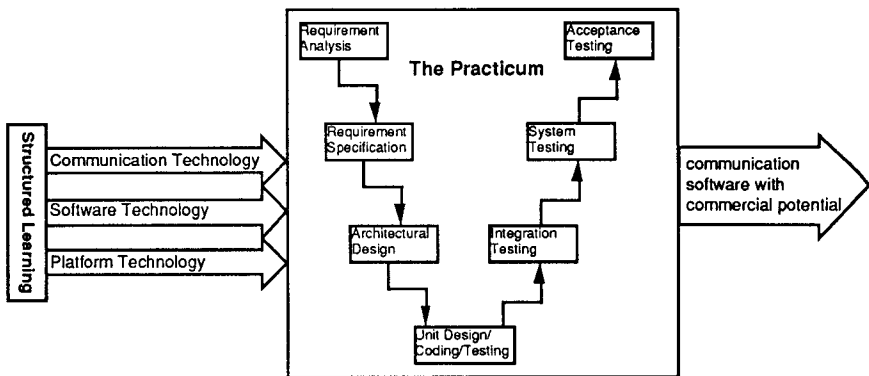 Structured Learning
Communication Technology
Software Technology
Platform Technology
The Practicum
Requirement
Analysis
Requirement
Specification
Architectural
Design
Unit Design/
Coding/Testing
Integration
Testing
System
Testing
Acceptance
Testing
communication
software with
commercial potential